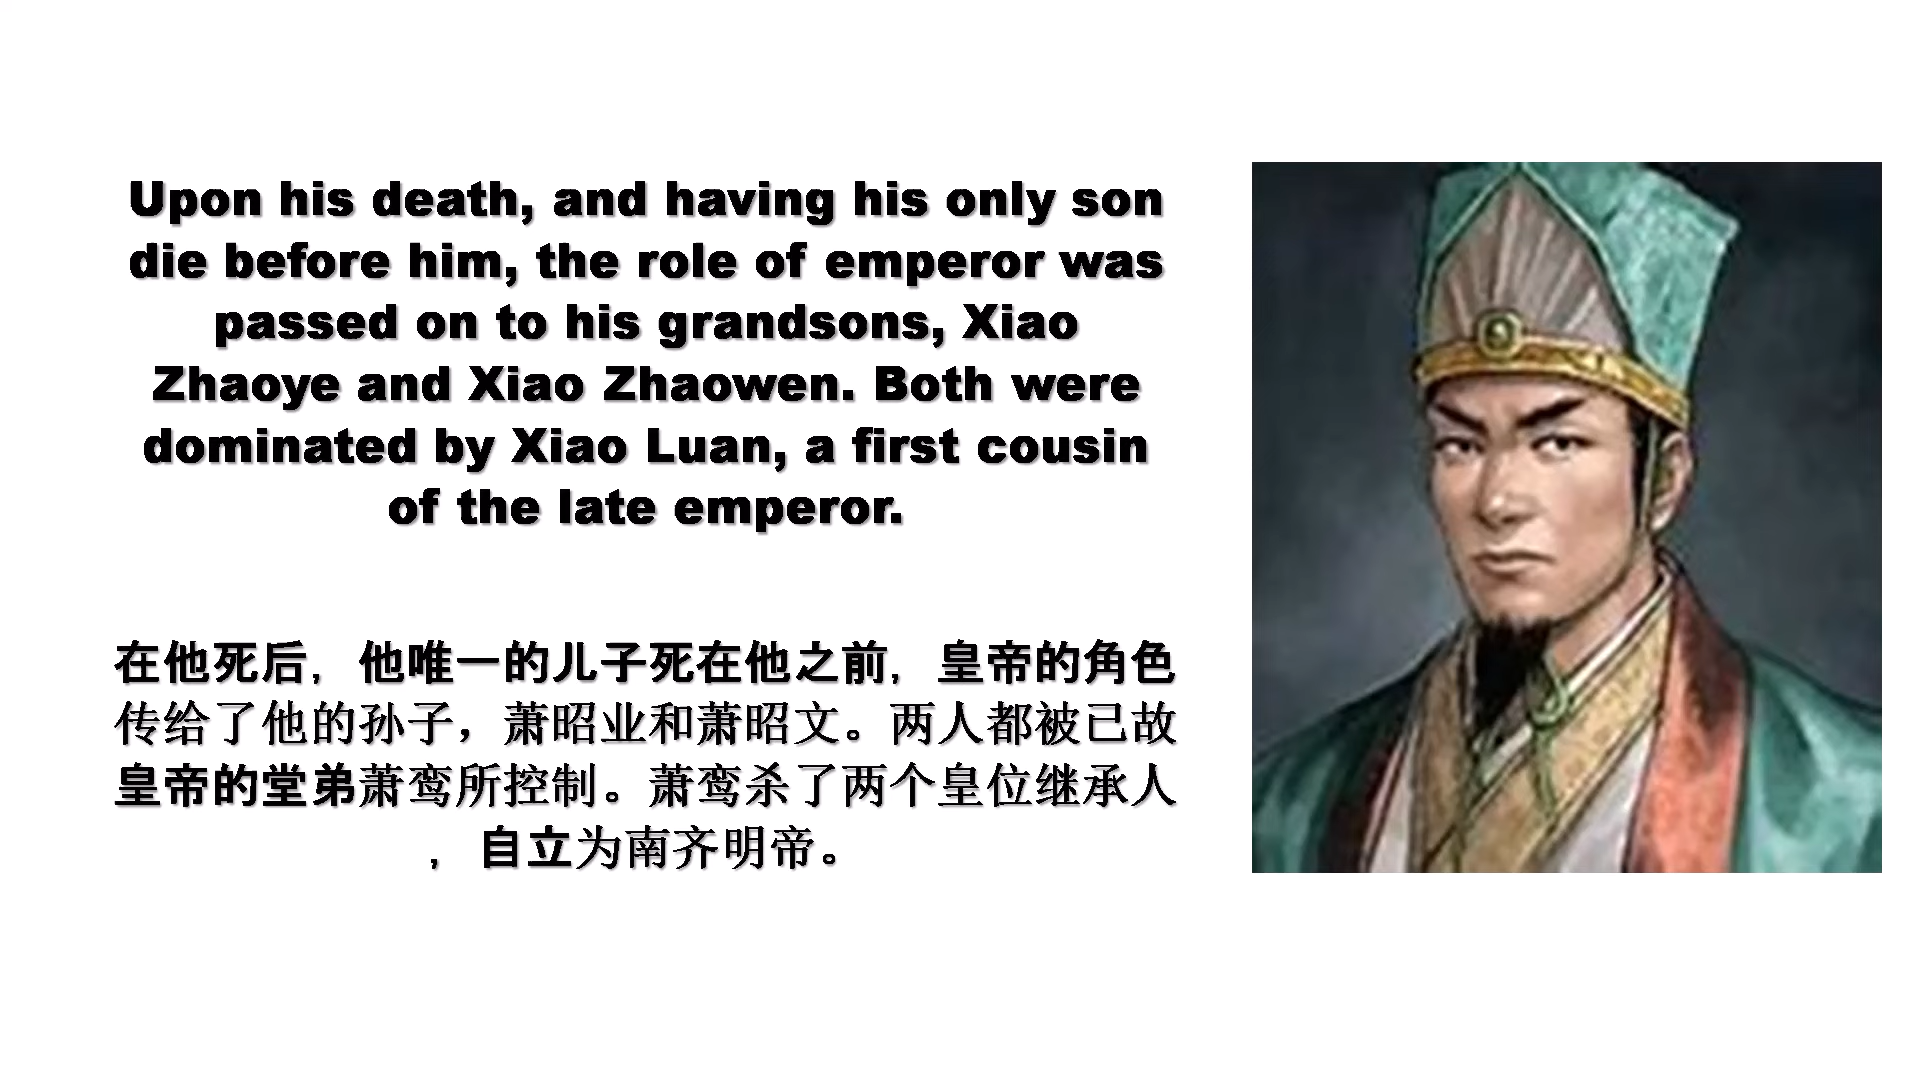 Upon his death, and having his only son
die before him, the role of emperor was
passed on to his grandsons, Xiao
Zhaoye and Xiao Zhaowen. Both were
dominated by Xiao Luan, a first cousin
of the late emperor.
在他死后，他唯一的儿子死在他之前，皇帝的角色
传给了他的孙子，萧昭业和萧昭文。两人都被已故
皇帝的堂弟萧鸾所控制。萧鸾杀了两个皇位继承人
，自立为南齐明帝。